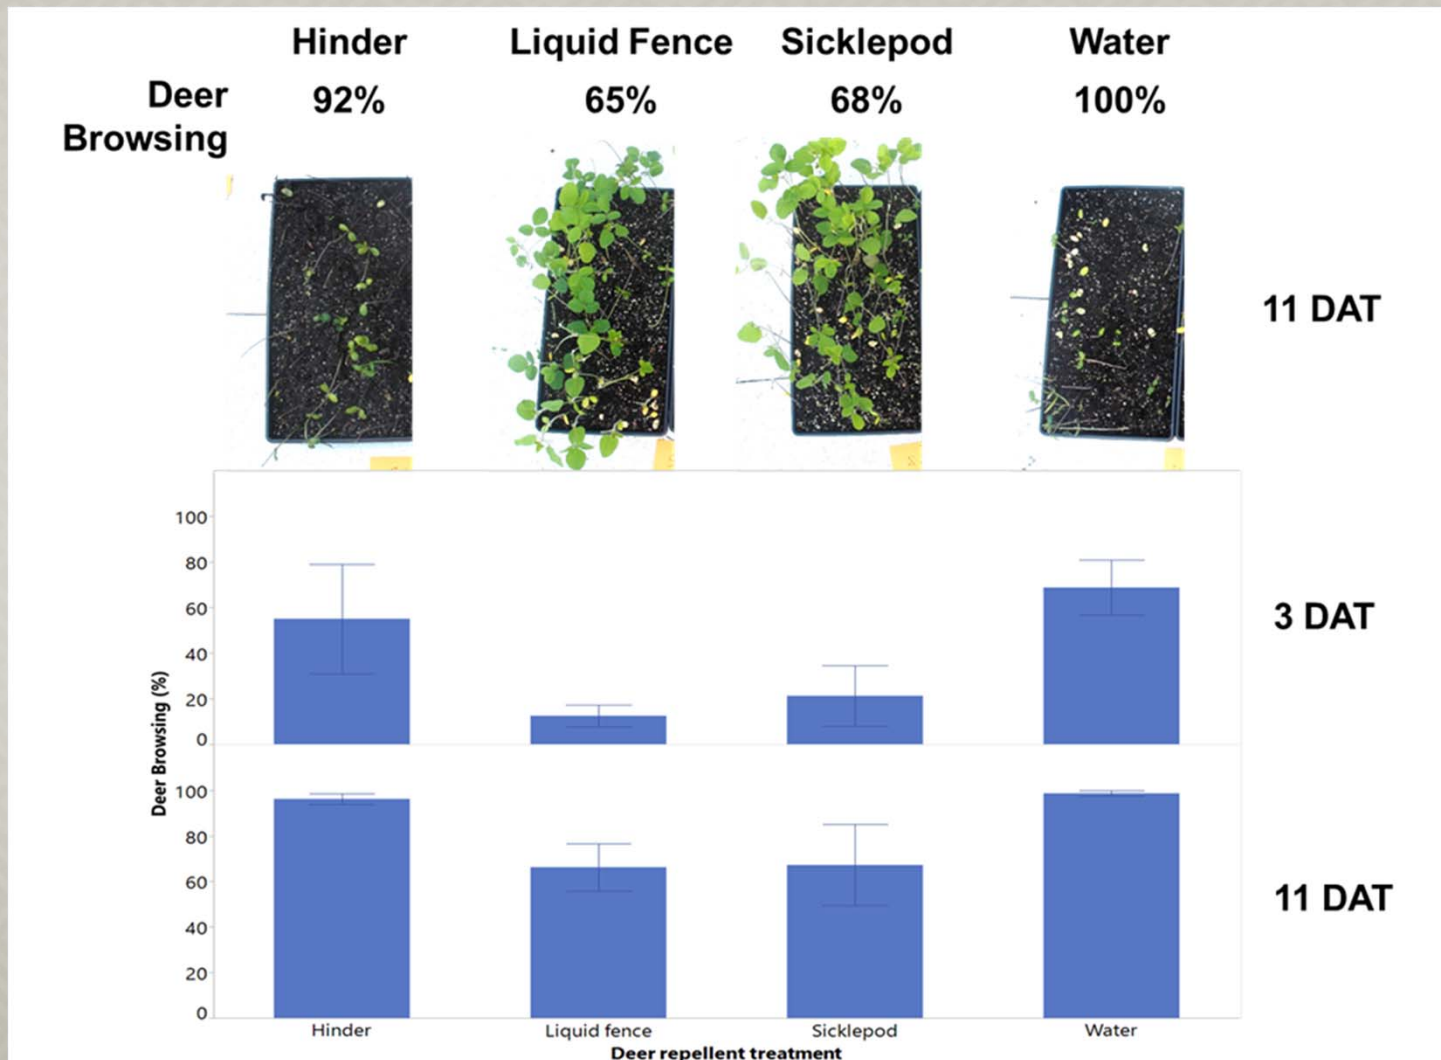 Hinder Liquid Fence Sicklepod Water
Deer Browsing 92% 65% 68% 100%
11 DAT
Deer Browsing (%)
100
80
60
40
20
0
3 DAT
100
80
60
40
20
0
11 DAT
Hinder Liquid fence Sicklepod Water
Deer repellent treatment